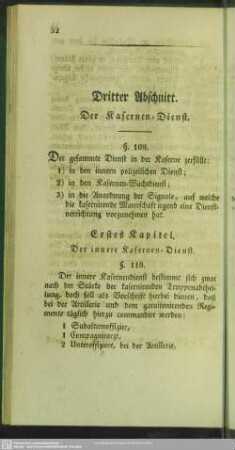 52
Dritter Abschnitt.
Der Kasernen-Dienst.
§. 109.
Der gesammte Dienst in der Kaserne zerfällt:
1) in den innern polizeilichen Dienst;
2) in den Kasernen-Wachtdienst;
3) in die Anordnung der Signale, auf welche
die kasernirende Mannschaft irgend eine Dienst-
verrichtung vorzunehmen hat.
Erstes Kapitel.
Der innere Kasernen-Dienst.
§. 110.
Der innere Kasernendienst bestimmt sich zwar
nach der Stärke der kasernirenden Truppenabthei-
lung, doch soll als Vorschrift hierbei dienen, daß
bei der Artillerie und dem garnisonirenden Regi-
mente täglich hierzu commandirt werden:
1 Subalternoffizier,
1 Compagniearzt,
2 Unteroffiziere, bei der Artillerie,